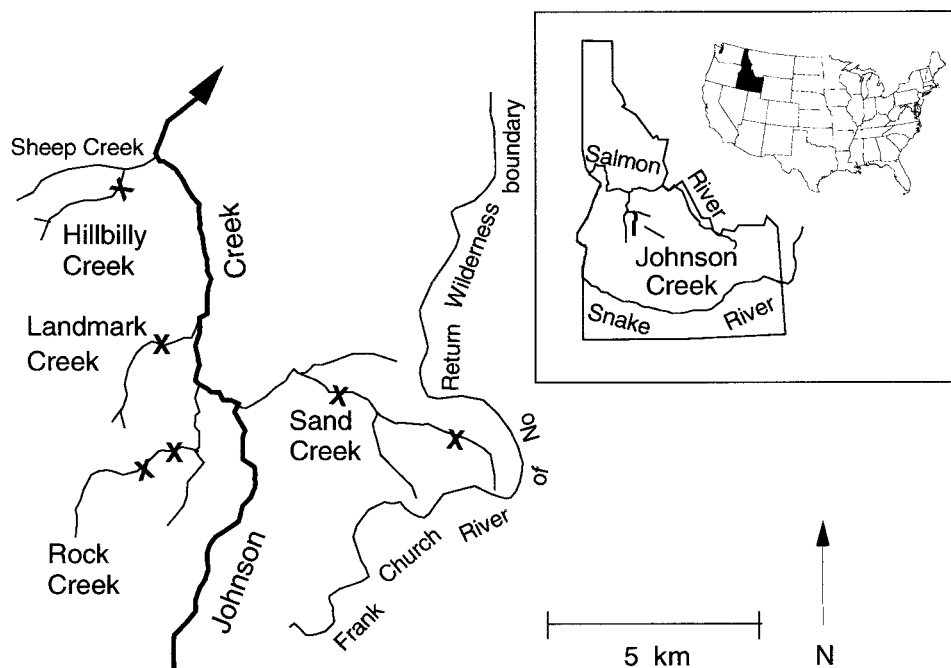 Sheep Creek
Hillbilly
Creek
Landmark
Creek
Rock
Creek
Johnson Creek
Sand
Creek
Frank Church River of No Return Wilderness boundary
Salmon River
Johnson
Creek
Snake River
5 km
N
X
X
X
X
X
X